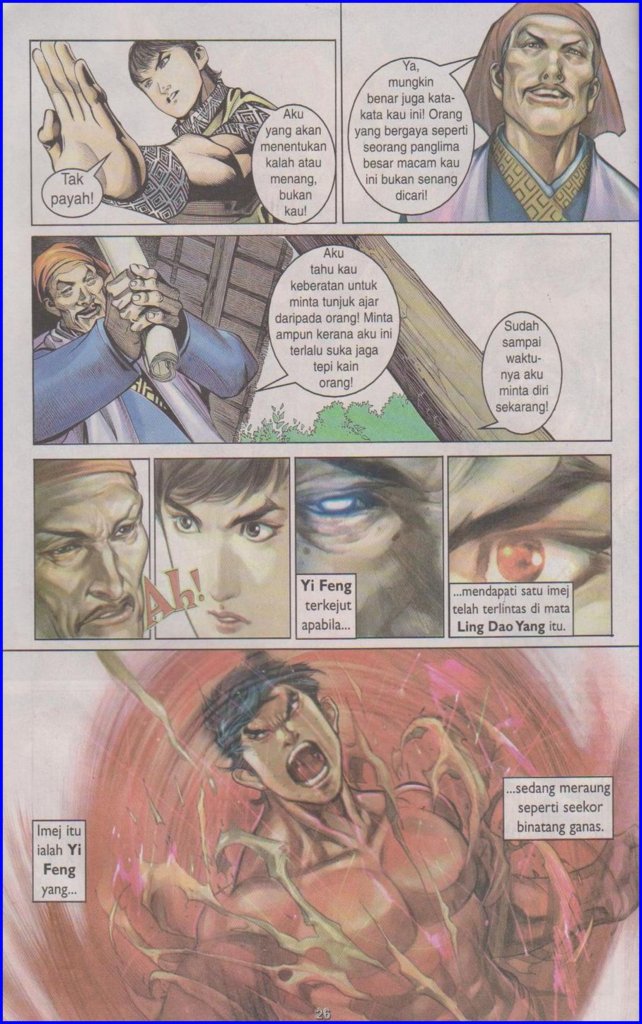 Tak
payah!
Aku
yang akan
menentukan
kalah atau
menang,
bukan
kau!
Ya,
mungkin
benar juga kata-
kata kau ini! Orang
yang bergaya seperti
seorang panglima
besar macam kau
ini bukan senang
dicari!
Aku
tahu kau
keberatan untuk
minta tunjuk ajar
daripada orang! Minta
ampun kerana aku ini
terlalu suka jaga
tepi kain
orang!
Sudah
sampai
waktu-
nya aku
minta diri
sekarang!
Ah!
Yi Feng
terkejut
apabila...
...mendapati satu imej
telah terlintas di mata
Ling Dao Yang itu.
Imej itu
ialah Yi
Feng
yang...
...sedang meraung
seperti seekor
binatang ganas.
26